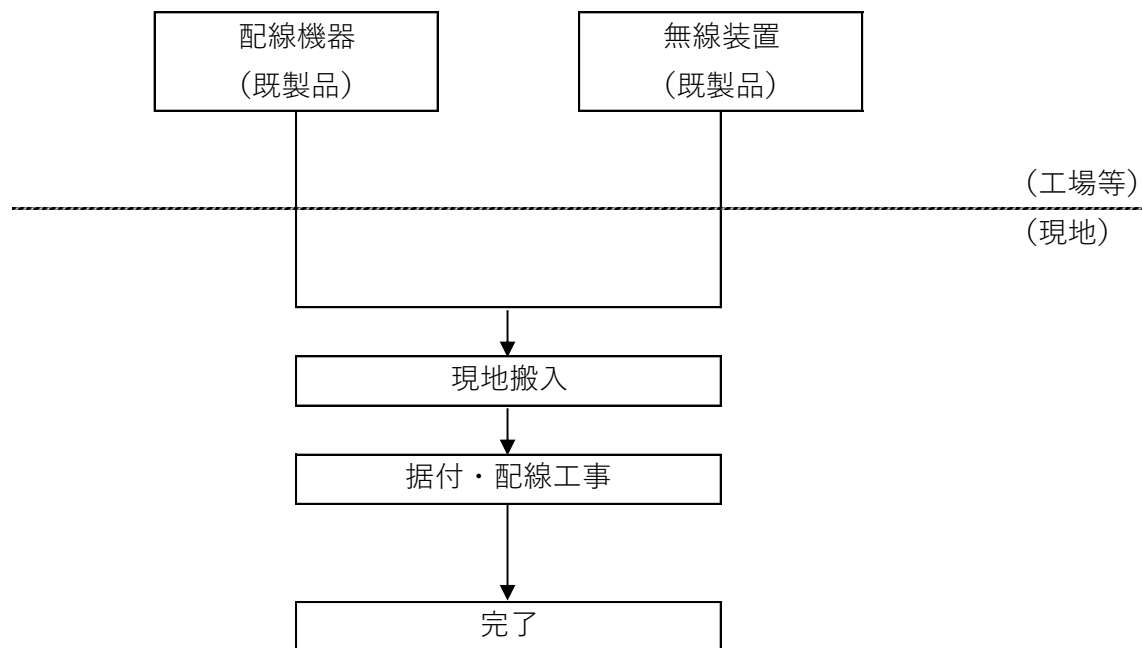 配線機器
(既製品)
無線装置
(既製品)
(工場等)
(現地)
現地搬入
据付・配線工事
完了